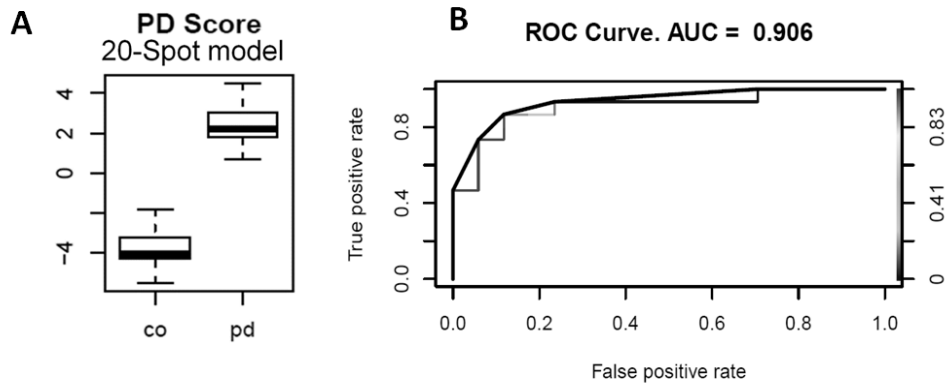 A
PD Score
20-Spot model
4
2
0
−4
co
pd
B
ROC Curve. AUC = 0.906
True positive rate
0.8
0.4
0.0
0.83
0.41
0
0.0
0.2
0.4
0.6
0.8
1.0
False positive rate